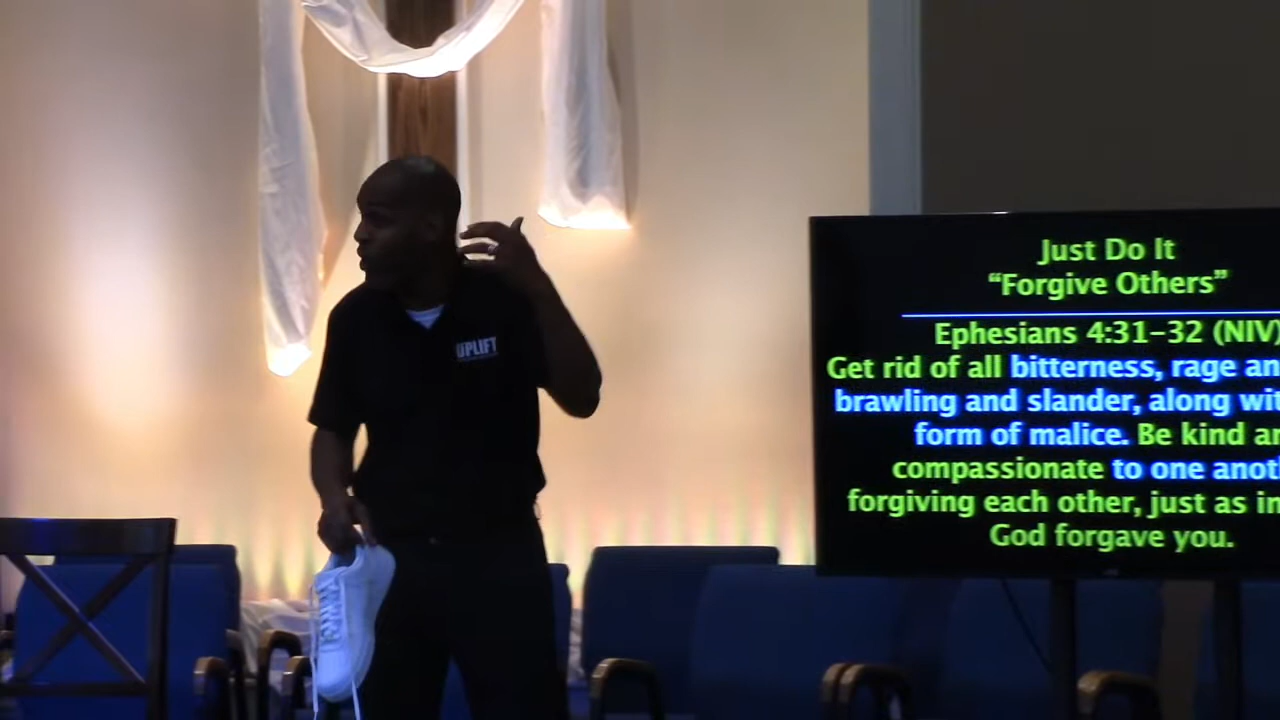 UPLIFT
Just Do It
“Forgive Others”
Ephesians 4:31–32 (NIV)
Get rid of all bitterness, rage an
brawling and slander, along wit
form of malice. Be kind an
compassionate to one anoth
forgiving each other, just as in
God forgave you.